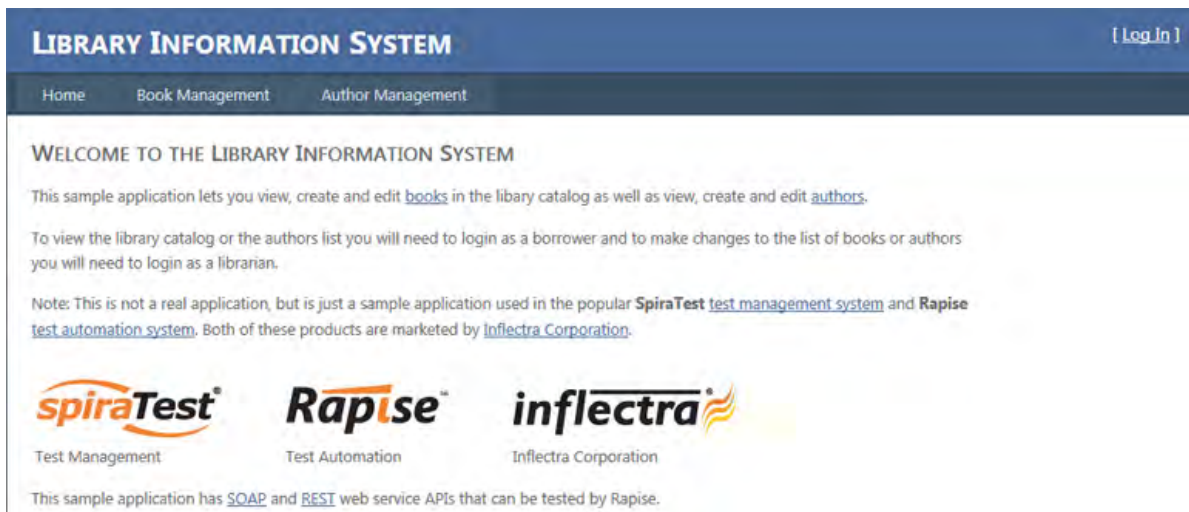 LIBRARY INFORMATION SYSTEM
[ Log In ]
Home Book Management Author Management
WELCOME TO THE LIBRARY INFORMATION SYSTEM
This sample application lets you view, create and edit books in the libary catalog as well as view, create and edit authors.
To view the library catalog or the authors list you will need to login as a borrower and to make changes to the list of books or authors
you will need to login as a librarian.
Note: This is not a real application, but is just a sample application used in the popular SpiraTest test management system and Rapise
test automation system. Both of these products are marketed by Inflectra Corporation.
spiraTest® Rapise™ inflectra®
Test Management Test Automation Inflectra Corporation
This sample application has SOAP and REST web service APIs that can be tested by Rapise.